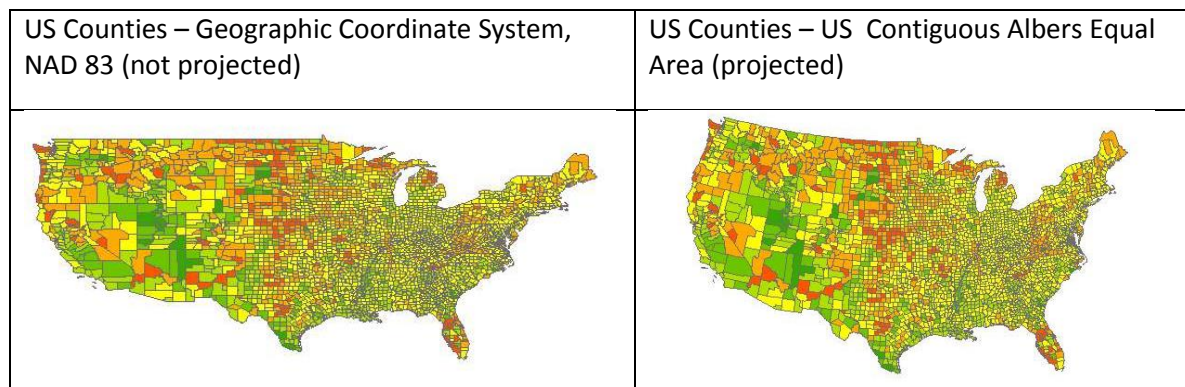 US Counties – Geographic Coordinate System,
NAD 83 (not projected)
US Counties – US  Contiguous Albers Equal
Area (projected)